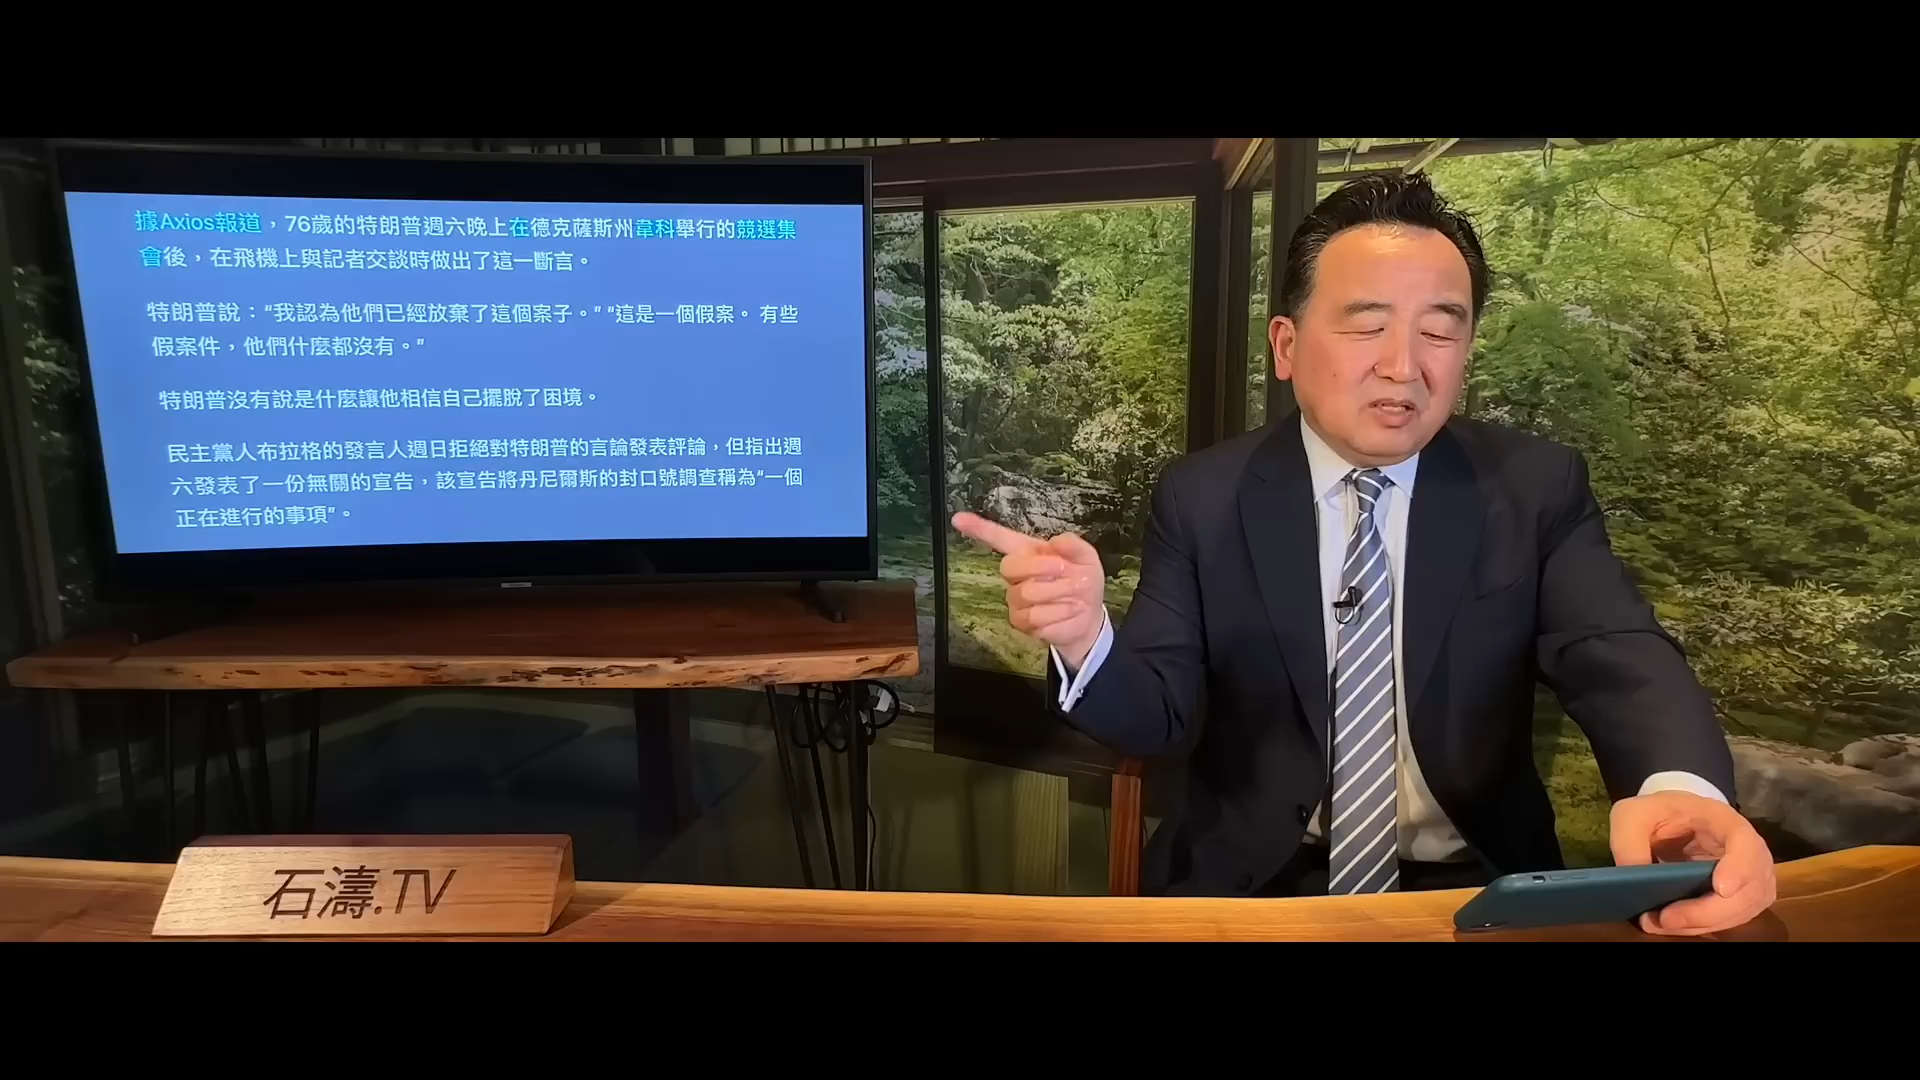 據Axios報道，76歲的特朗普週六晚上在德克薩斯州韋科舉行的競選集
會後，在飛機上與記者交談時做出了這一斷言。
特朗普說：“我認為他們已經放棄了這個案子。” “這是一個假案。 有些
假案件，他們什麼都沒有。”
特朗普沒有說是什麼讓他相信自己擺脫了困境。
民主黨人布拉格的發言人週日拒絕對特朗普的言論發表評論，但指出週
六發表了一份無關的宣告，該宣告將丹尼爾斯的封口號調查稱為“一個
正在進行的事項”。
石濤.TV